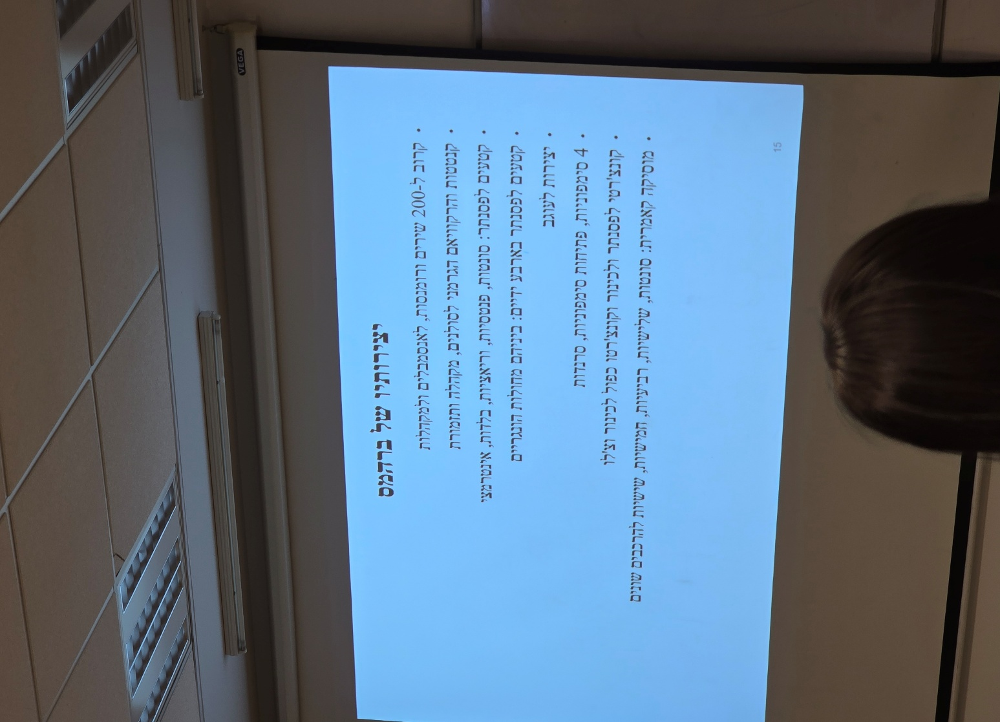 יצירותיו של ברהמס
• קרוב ל-200 שירים ורומנסות, לאנסמבלים ולמקהלות
• קנטטות והרקוויאם הגרמני לסולנים, מקהלה ותזמורת
• קטעים לפסנתר: סונטות, פנטסיות, וריאציות, בלדות, אינטרמצי
• קטעים לפסנתר בארבע ידיים: ביניהם מחולות הונגריים
• יצירות לעוגב
• 4 סימפוניות, פתיחות סימפוניות, סרנדות
• קונצ'רטי לפסנתר ולכינור וקונצ'רטו כפול לכינור וצ'לו
• מוסיקה קאמרית: סונטות, שלישיות, רביעיות, חמישיות, שישיות להרכבים שונים
15
VEGA